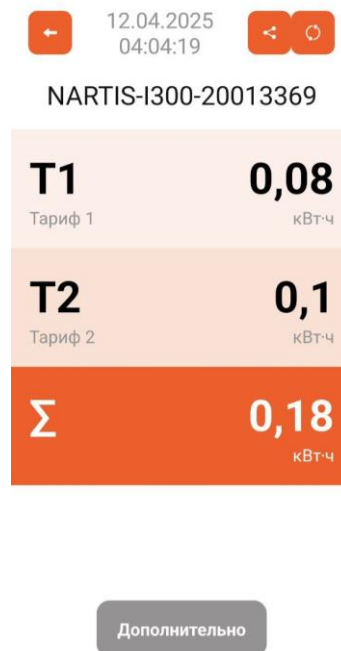 12.04.2025
04:04:19
NARTIS-I300-20013369
T1 0,08
Тариф 1 кВт·ч
T2 0,1
Тариф 2 кВт·ч
Σ 0,18
кВт·ч
Дополнительно